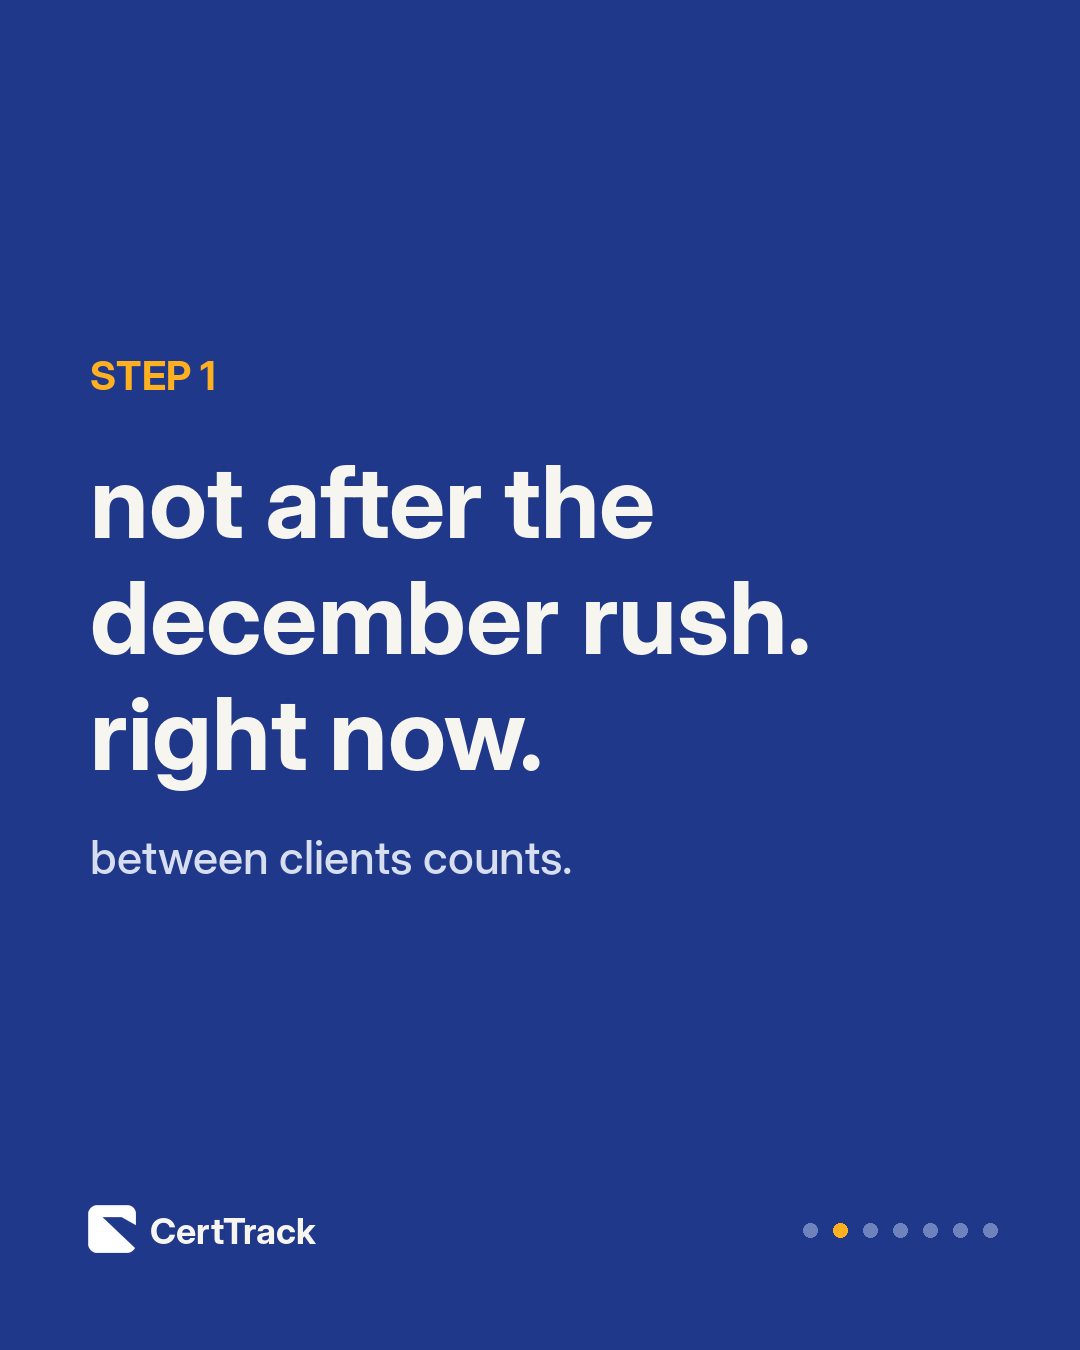 STEP 1
not after the
december rush.
right now.
between clients counts.
CertTrack